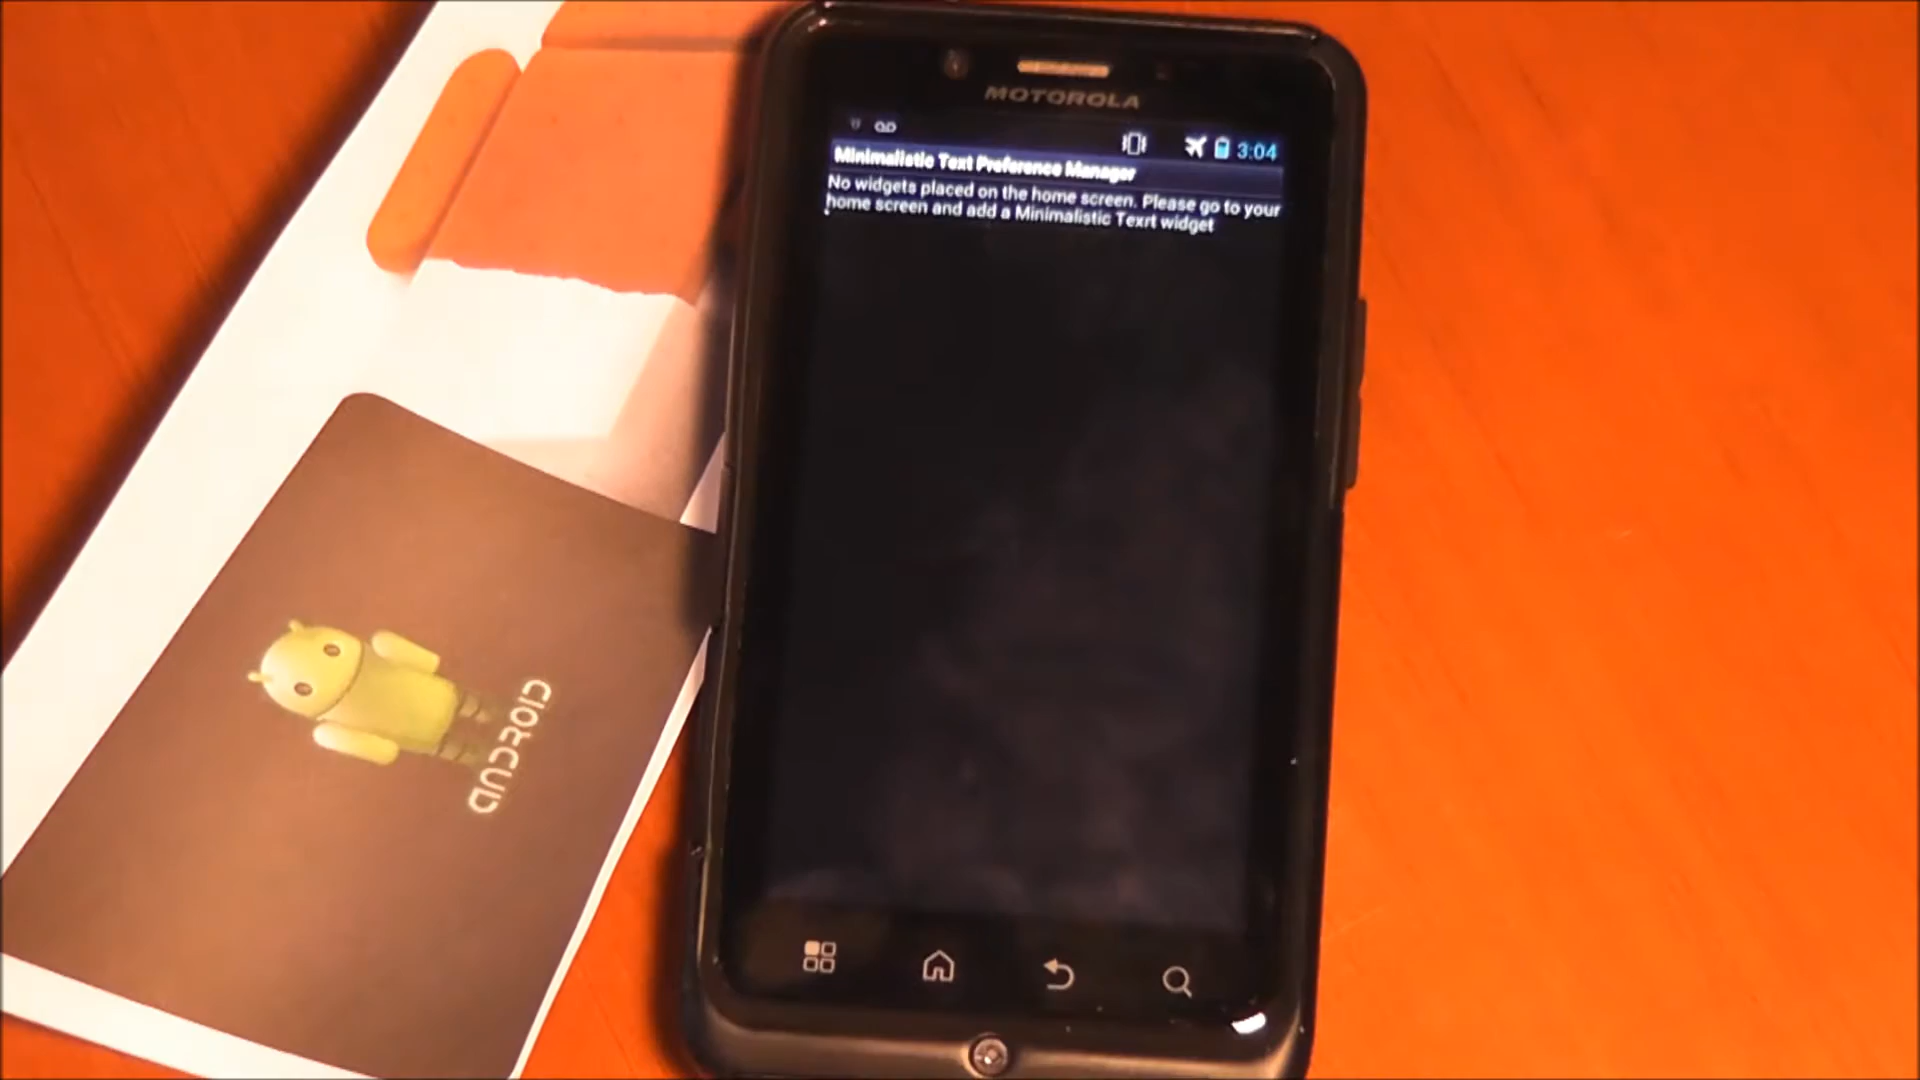 MOTOROLA
3:04
Minimalistic Text Preference Manager
No widgets placed on the home screen. Please go to your
home screen and add a Minimalistic Texrt widget
ANDROID